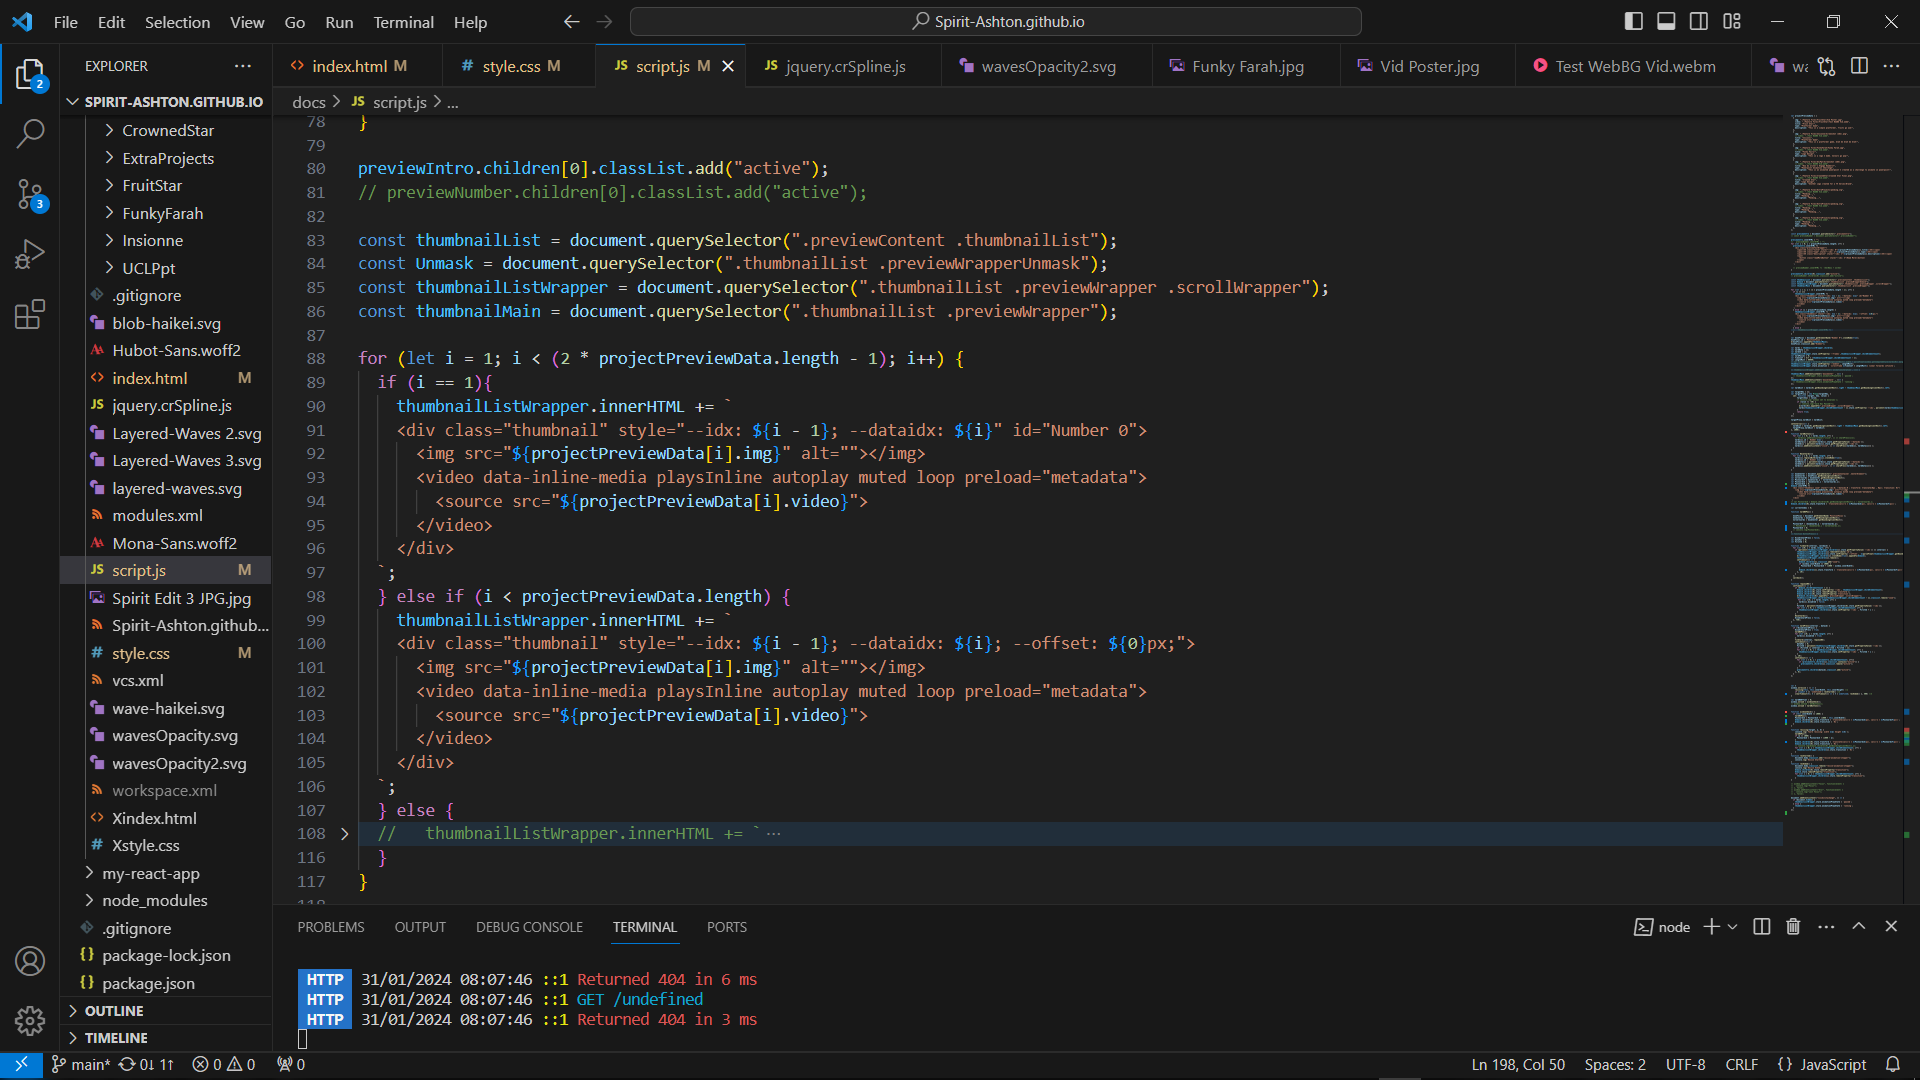 File Edit Selection View Go Run Terminal Help
Spirit-Ashton.github.io
EXPLORER
index.html M
style.css M
script.js M
jquery.crSpline.js
wavesOpacity2.svg
Funky Farah.jpg
Vid Poster.jpg
Test WebBG Vid.webm
SPIRIT-ASHTON.GITHUB.IO
docs > JS script.js > ...
2
3
CrownedStar
ExtraProjects
FruitStar
FunkyFarah
Insionne
UCLPpt
.gitignore
blob-haikei.svg
Hubot-Sans.woff2
index.html M
jquery.crSpline.js
Layered-Waves 2.svg
Layered-Waves 3.svg
layered-waves.svg
modules.xml
Mona-Sans.woff2
script.js M
Spirit Edit 3 JPG.jpg
Spirit-Ashton.github...
style.css M
vcs.xml
wave-haikei.svg
wavesOpacity.svg
wavesOpacity2.svg
workspace.xml
Xindex.html
Xstyle.css
my-react-app
node_modules
.gitignore
package-lock.json
package.json
OUTLINE
TIMELINE
78 }
79
80 previewIntro.children[0].classList.add("active");
81 // previewNumber.children[0].classList.add("active");
82
83 const thumbnailList = document.querySelector(".previewContent .thumbnailList");
84 const Unmask = document.querySelector(".thumbnailList .previewWrapperUnmask");
85 const thumbnailListWrapper = document.querySelector(".thumbnailList .previewWrapper .scrollWrapper");
86 const thumbnailMain = document.querySelector(".thumbnailList .previewWrapper");
87
88 for (let i = 1; i < (2 * projectPreviewData.length - 1); i++) {
89 if (i == 1){
90 thumbnailListWrapper.innerHTML += `
91 <div class="thumbnail" style="--idx: ${i - 1}; --dataidx: ${i}" id="Number 0">
92 <img src="${projectPreviewData[i].img}" alt=""></img>
93 <video data-inline-media playsInline autoplay muted loop preload="metadata">
94 <source src="${projectPreviewData[i].video}">
95 </video>
96 </div>
97 `;
98 } else if (i < projectPreviewData.length) {
99 thumbnailListWrapper.innerHTML += `
100 <div class="thumbnail" style="--idx: ${i - 1}; --dataidx: ${i}; --offset: ${0}px;">
101 <img src="${projectPreviewData[i].img}" alt=""></img>
102 <video data-inline-media playsInline autoplay muted loop preload="metadata">
103 <source src="${projectPreviewData[i].video}">
104 </video>
105 </div>
106 `;
107 } else {
108 // thumbnailListWrapper.innerHTML += ` ...
116 }
117 }
PROBLEMS OUTPUT DEBUG CONSOLE TERMINAL PORTS
node
HTTP 31/01/2024 08:07:46 ::1 Returned 404 in 6 ms
HTTP 31/01/2024 08:07:46 ::1 GET /undefined
HTTP 31/01/2024 08:07:46 ::1 Returned 404 in 3 ms
main* 0↓ 1↑ 0 0 0
Ln 198, Col 50 Spaces: 2 UTF-8 CRLF {} JavaScript